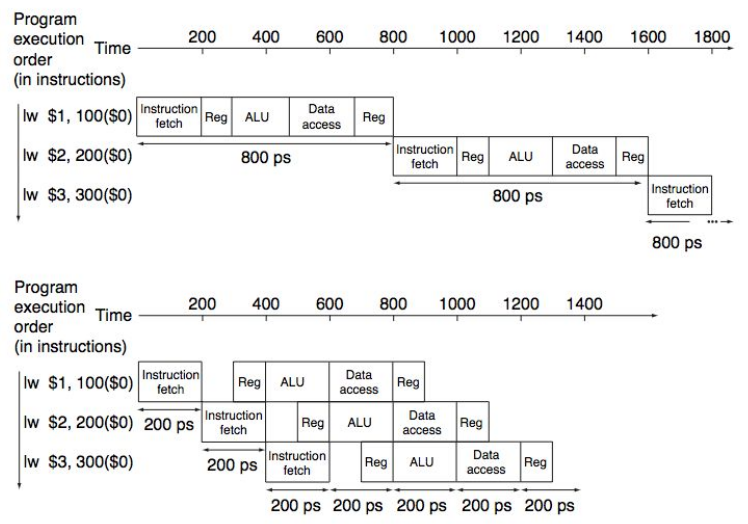 Program
execution
order
(in instructions)
Time
200 400 600 800 1000 1200 1400 1600 1800
lw $1, 100($0)
Instruction
fetch
Reg
ALU
Data
access
Reg
800 ps
lw $2, 200($0)
Instruction
fetch
Reg
ALU
Data
access
Reg
800 ps
lw $3, 300($0)
Instruction
fetch
...
800 ps
Program
execution
order
(in instructions)
Time
200 400 600 800 1000 1200 1400
lw $1, 100($0)
Instruction
fetch
Reg
ALU
Data
access
Reg
200 ps
lw $2, 200($0)
Instruction
fetch
Reg
ALU
Data
access
Reg
200 ps
lw $3, 300($0)
Instruction
fetch
Reg
ALU
Data
access
Reg
200 ps 200 ps 200 ps 200 ps 200 ps